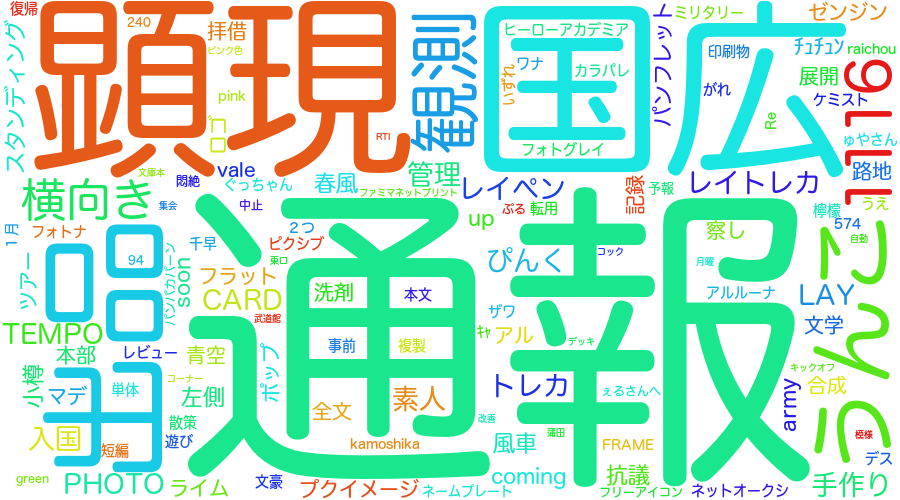 復帰
顕現
240
拝借
ピンク色
観測
国
広
ヒーローアカデミア
ワナ
カラパレ
いずれ
フォトグレイ
パンフレット
ミリタリー
ゼンジン
印刷物
ﾁｭﾁｭﾝ
raichou
がれ
展開
ケミスト
1116
Re
ゅやさん
路地
スタンディング
pink
ロゴ
RTI
文庫本
悶絶
vale
ぐっちゃん
春風
管理
ファミマネットプリント
レイペン
記録
予報
レイトレカ
檸檬
うえ
横向き
集会
中止
up
ぷる
転用
574
1月
フォトナ
千早
2つ
ピクシブ
東口
察し
自動
品
94
パンパカパーン
soon
ツアー
フラット
CARD
武道館
洗剤
本文
通報
ぴんく
コック
月曜
アルルーナ
LAY
うんこ
TEMPO
本部
レビュー
青空
事前
複製
ｷｬ
ザワ
アル
デッキ
文学
キックオフ
小樽
マデ
単体
コーナー
左側
ポップ
全文
素人
トレカ
ぇるさんへ
army
合成
散策
改善
蒲田
入国
短編
遊び
kamoshika
風車
FRAME
模様
デス
green
PHOTO
ライム
文豪
プクイメージ
coming
ネームプレート
抗議
フリーアイコン
ネットオークシ
手作り